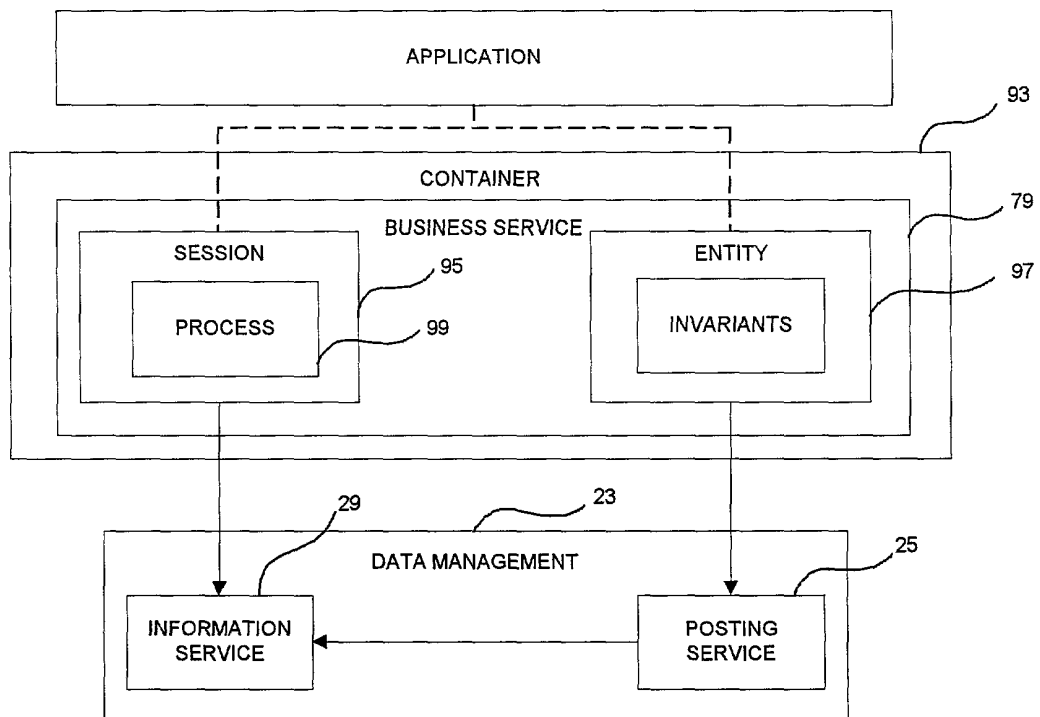 APPLICATION
93
CONTAINER
79
BUSINESS SERVICE
SESSION
ENTITY
95
97
PROCESS
INVARIANTS
99
29
23
DATA MANAGEMENT
25
INFORMATION
SERVICE
POSTING
SERVICE